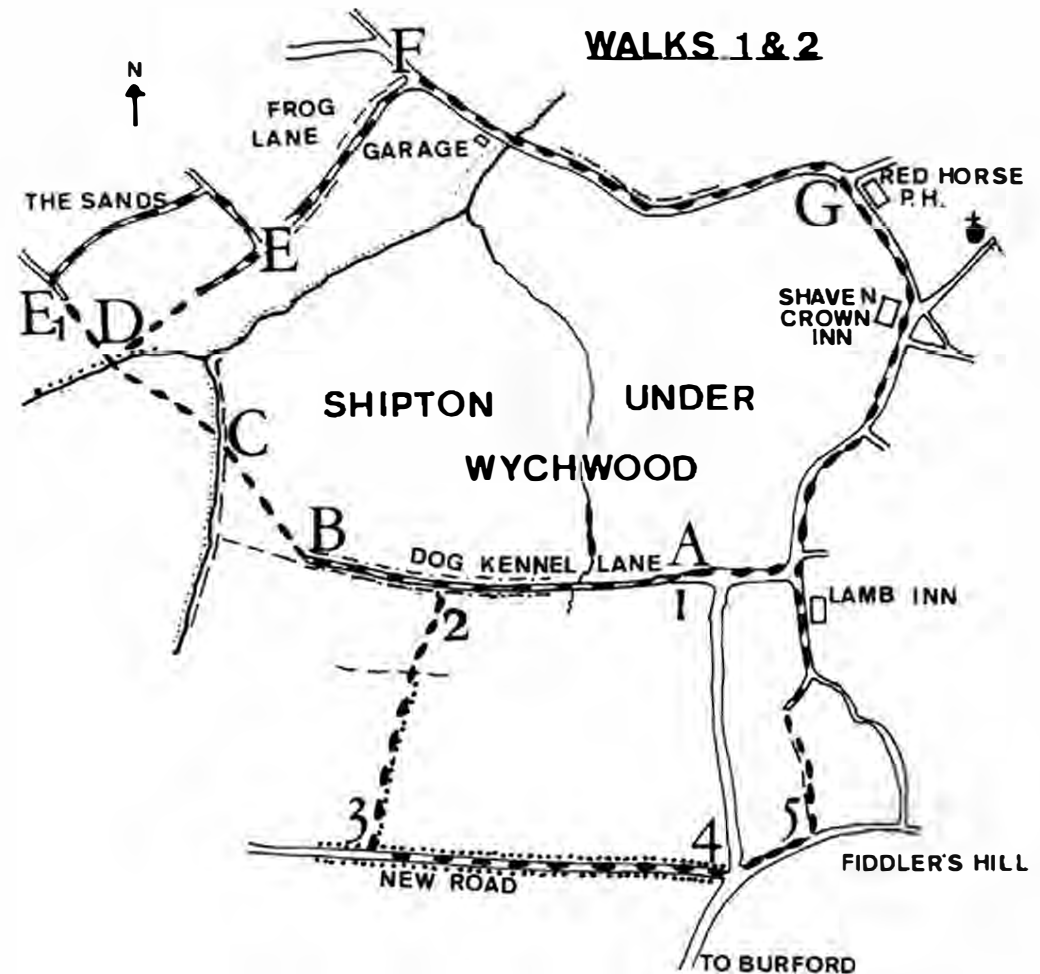 WALKS 1 & 2
N
F
FROG
LANE
GARAGE
THE SANDS
RED HORSE
P.H.
G
E
E1
D
SHAVEN
CROWN
INN
SHIPTON UNDER
WYCHWOOD
C
B
DOG KENNEL LANE
A
1
LAMB INN
2
3
4
5
NEW ROAD
FIDDLER'S HILL
TO BURFORD